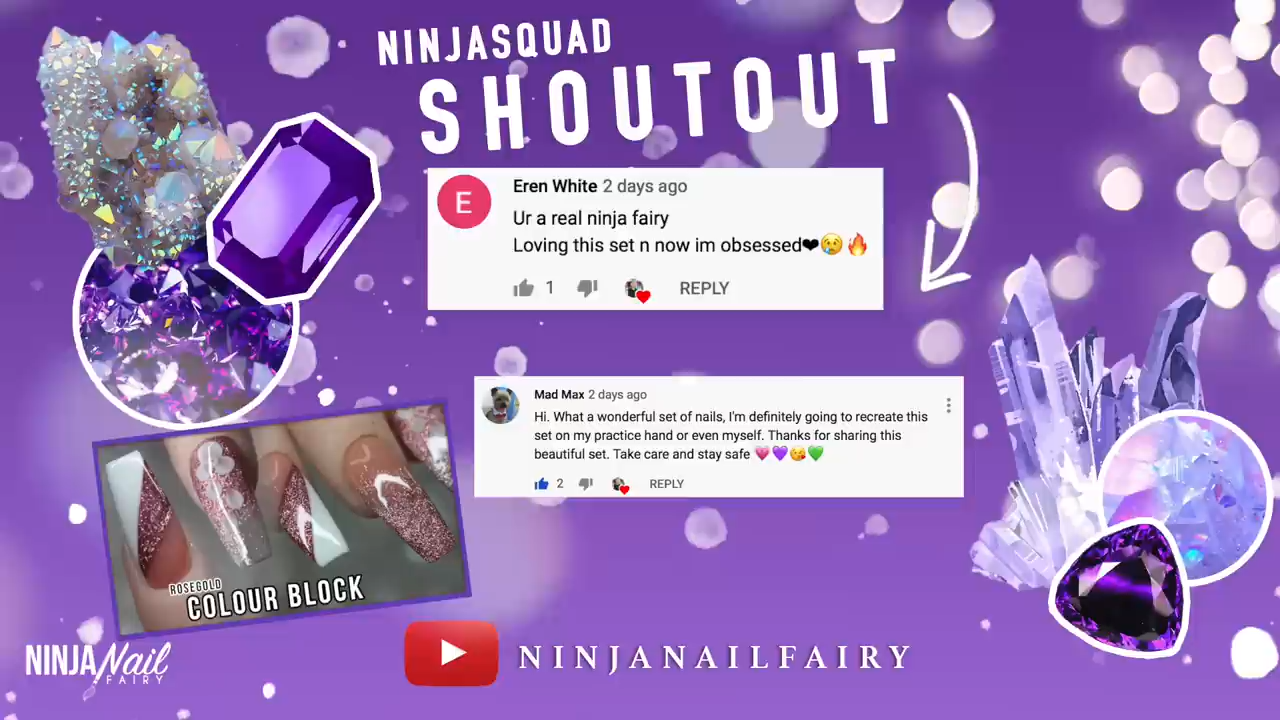 NINJASQUAD
SHOUTOUT
E
Eren White 2 days ago
Ur a real ninja fairy
Loving this set n now im obsessed❤😢🔥
1 REPLY
Mad Max 2 days ago
Hi. What a wonderful set of nails, I'm definitely going to recreate this
set on my practice hand or even myself. Thanks for sharing this
beautiful set. Take care and stay safe 💗💜😘💚
2 REPLY
ROSEGOLD
COLOUR BLOCK
NINJA Nail
FAIRY
NINJANAILFAIRY